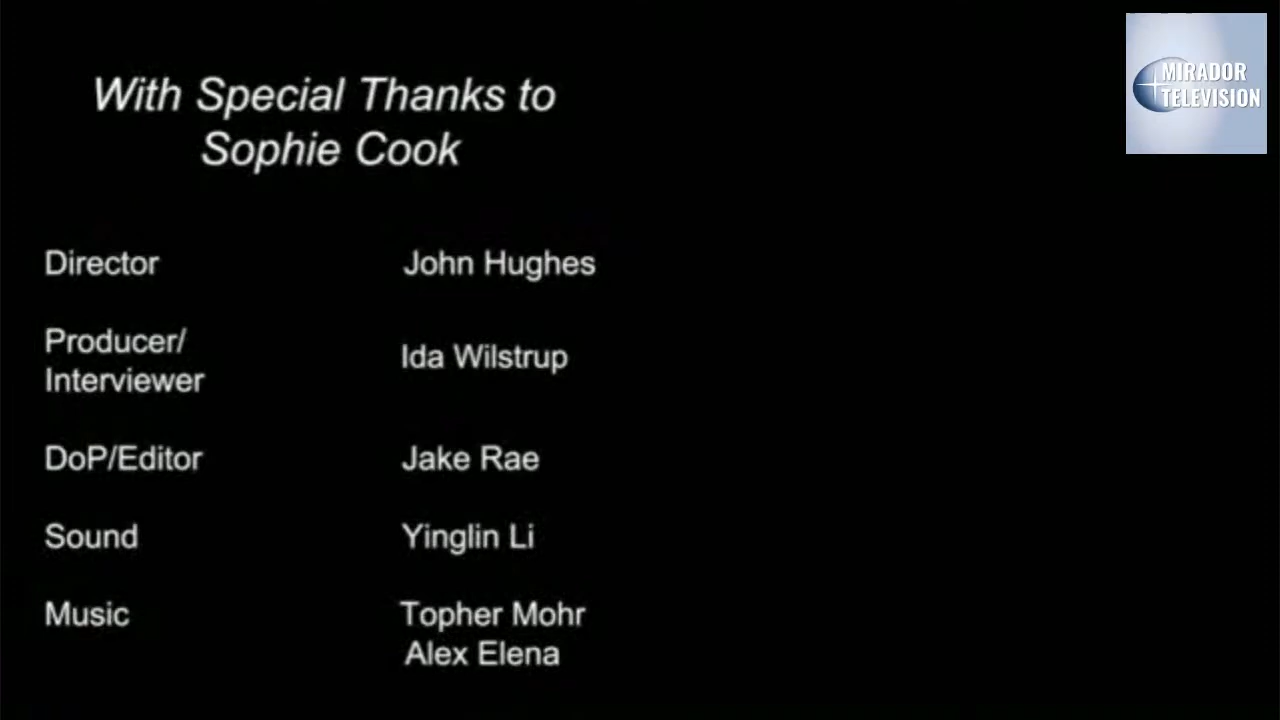 With Special Thanks to
Sophie Cook
MIRADOR
TELEVISION
Director John Hughes
Producer/
Interviewer Ida Wilstrup
DoP/Editor Jake Rae
Sound Yinglin Li
Music Topher Mohr
Alex Elena